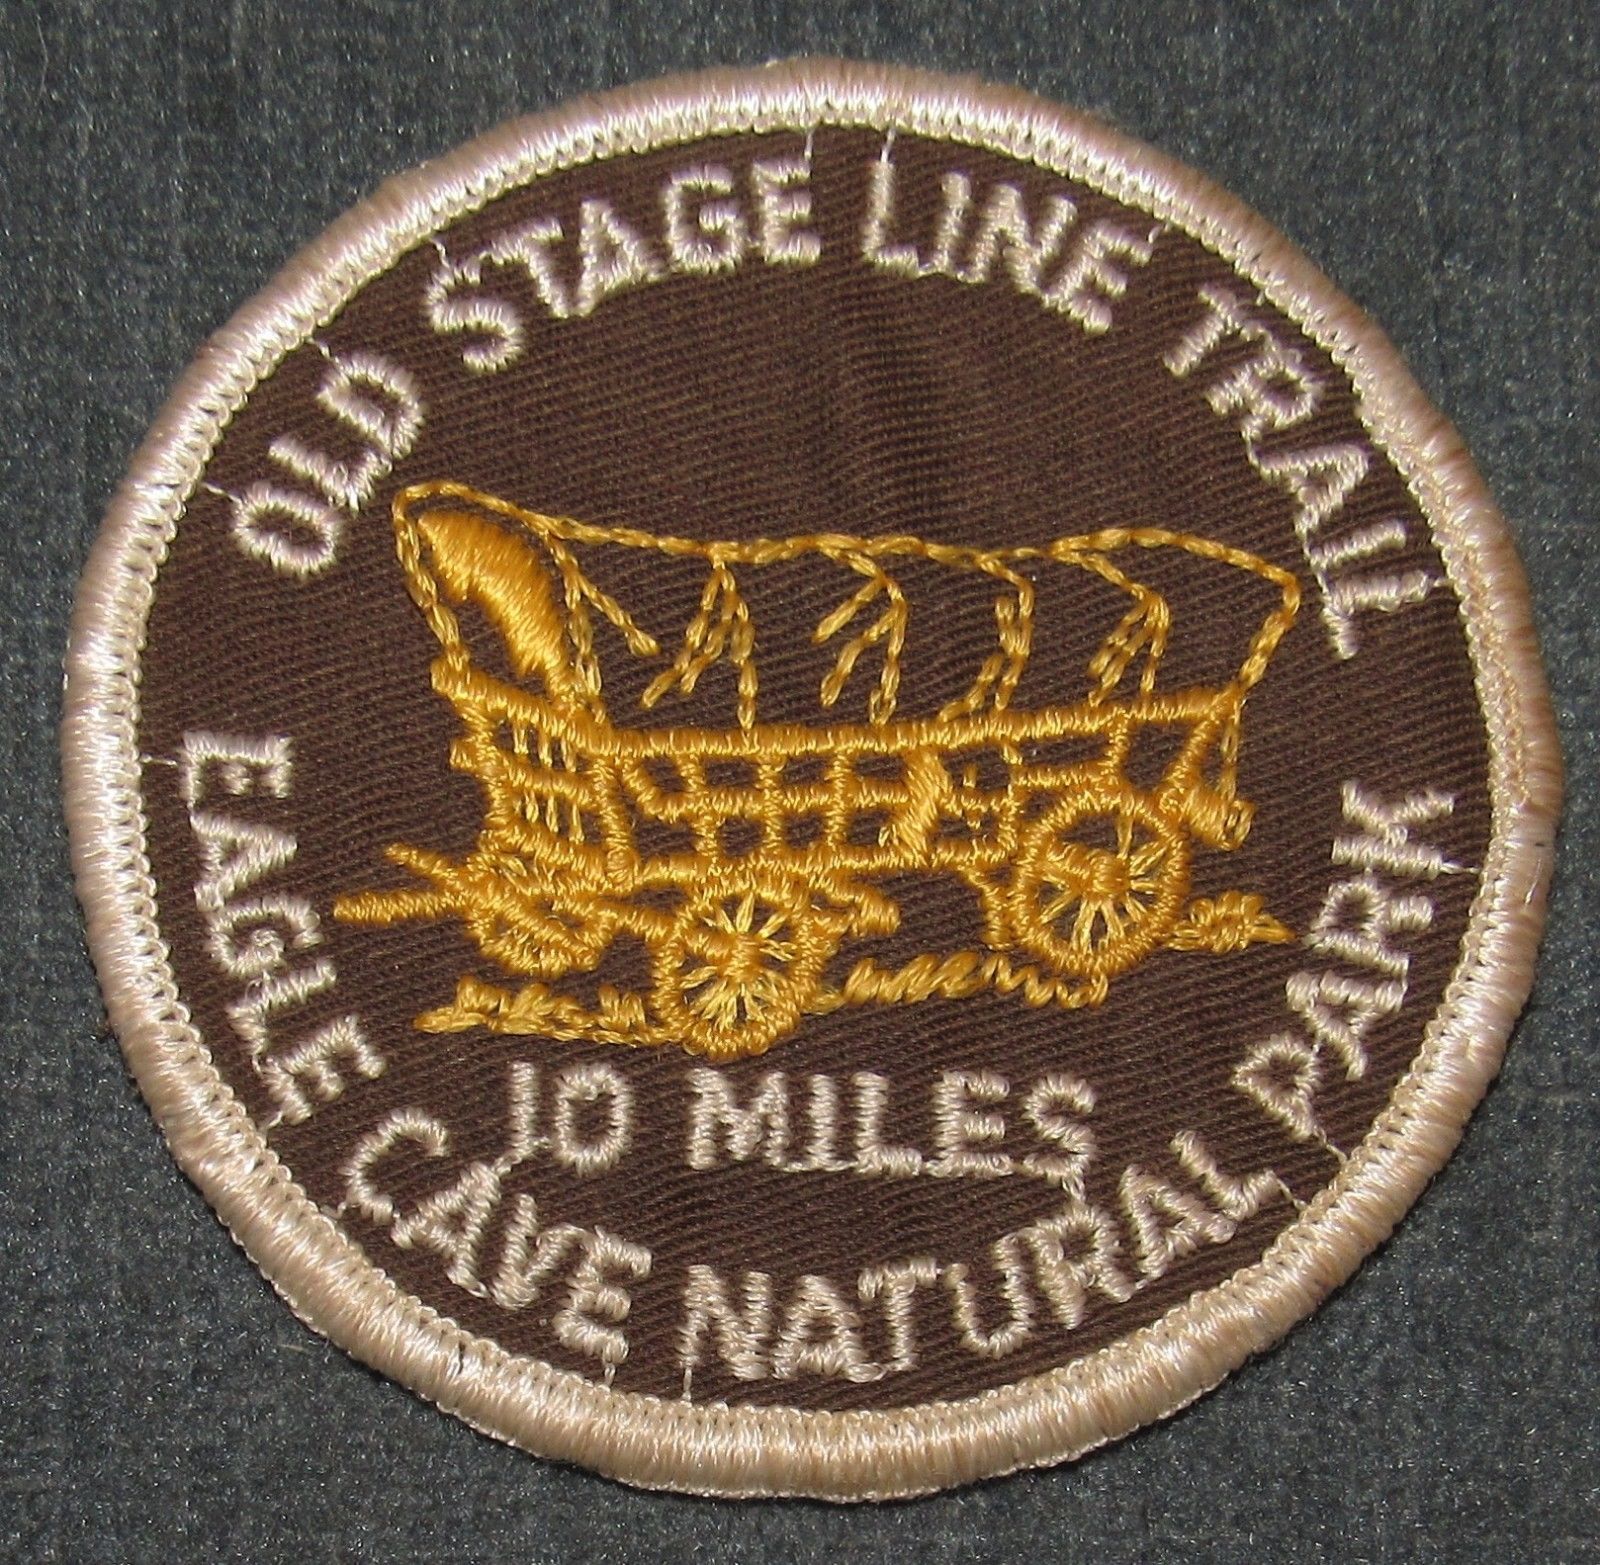 OLD STAGE LINE TRAIL
10 MILES
EAGLE CAVE NATURAL PARK